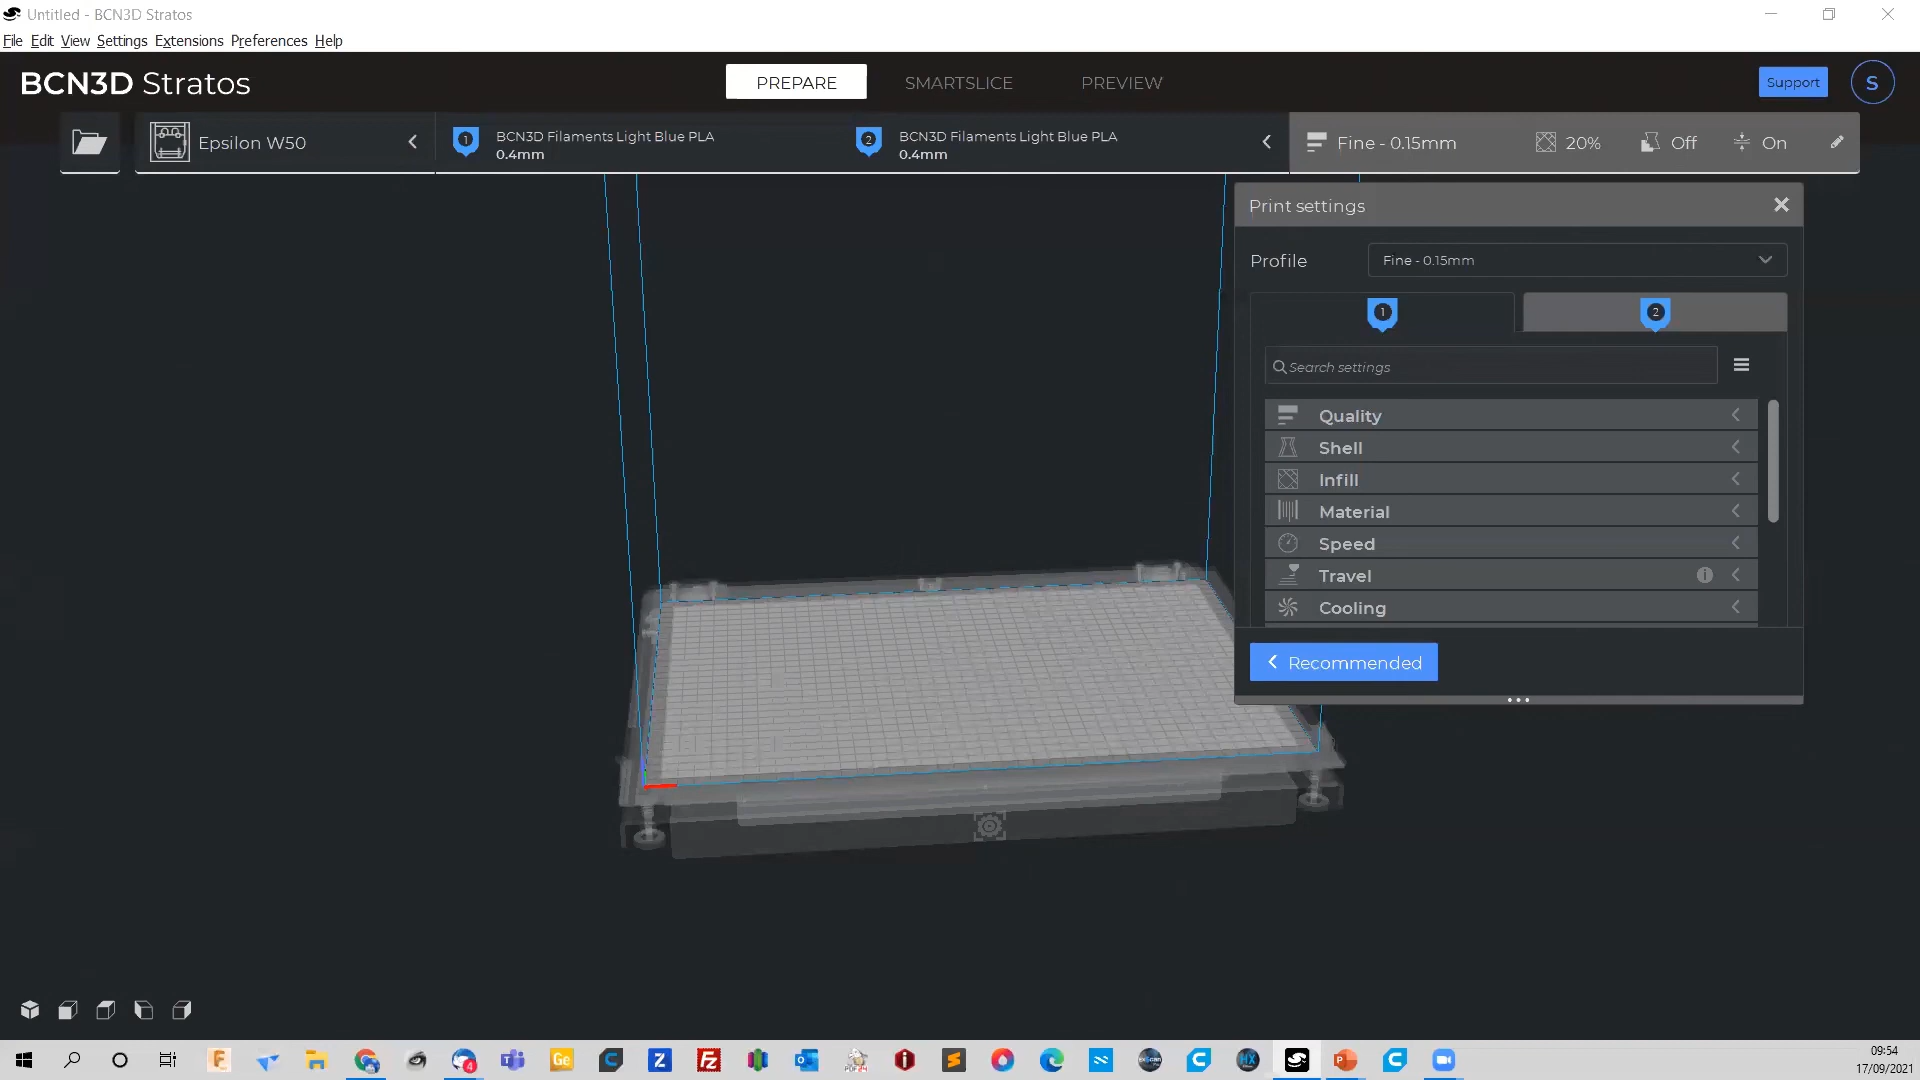 Untitled - BCN3D Stratos
File Edit View Settings Extensions Preferences Help
BCN3D Stratos
PREPARE
SMARTSLICE
PREVIEW
Support
S
Epsilon W50
1
BCN3D Filaments Light Blue PLA
0.4mm
2
BCN3D Filaments Light Blue PLA
0.4mm
Fine - 0.15mm
20%
Off
On
Print settings
Profile
Fine - 0.15mm
1
2
Search settings
Quality
Shell
Infill
Material
Speed
Travel
Cooling
Recommended
09:54
17/09/2021